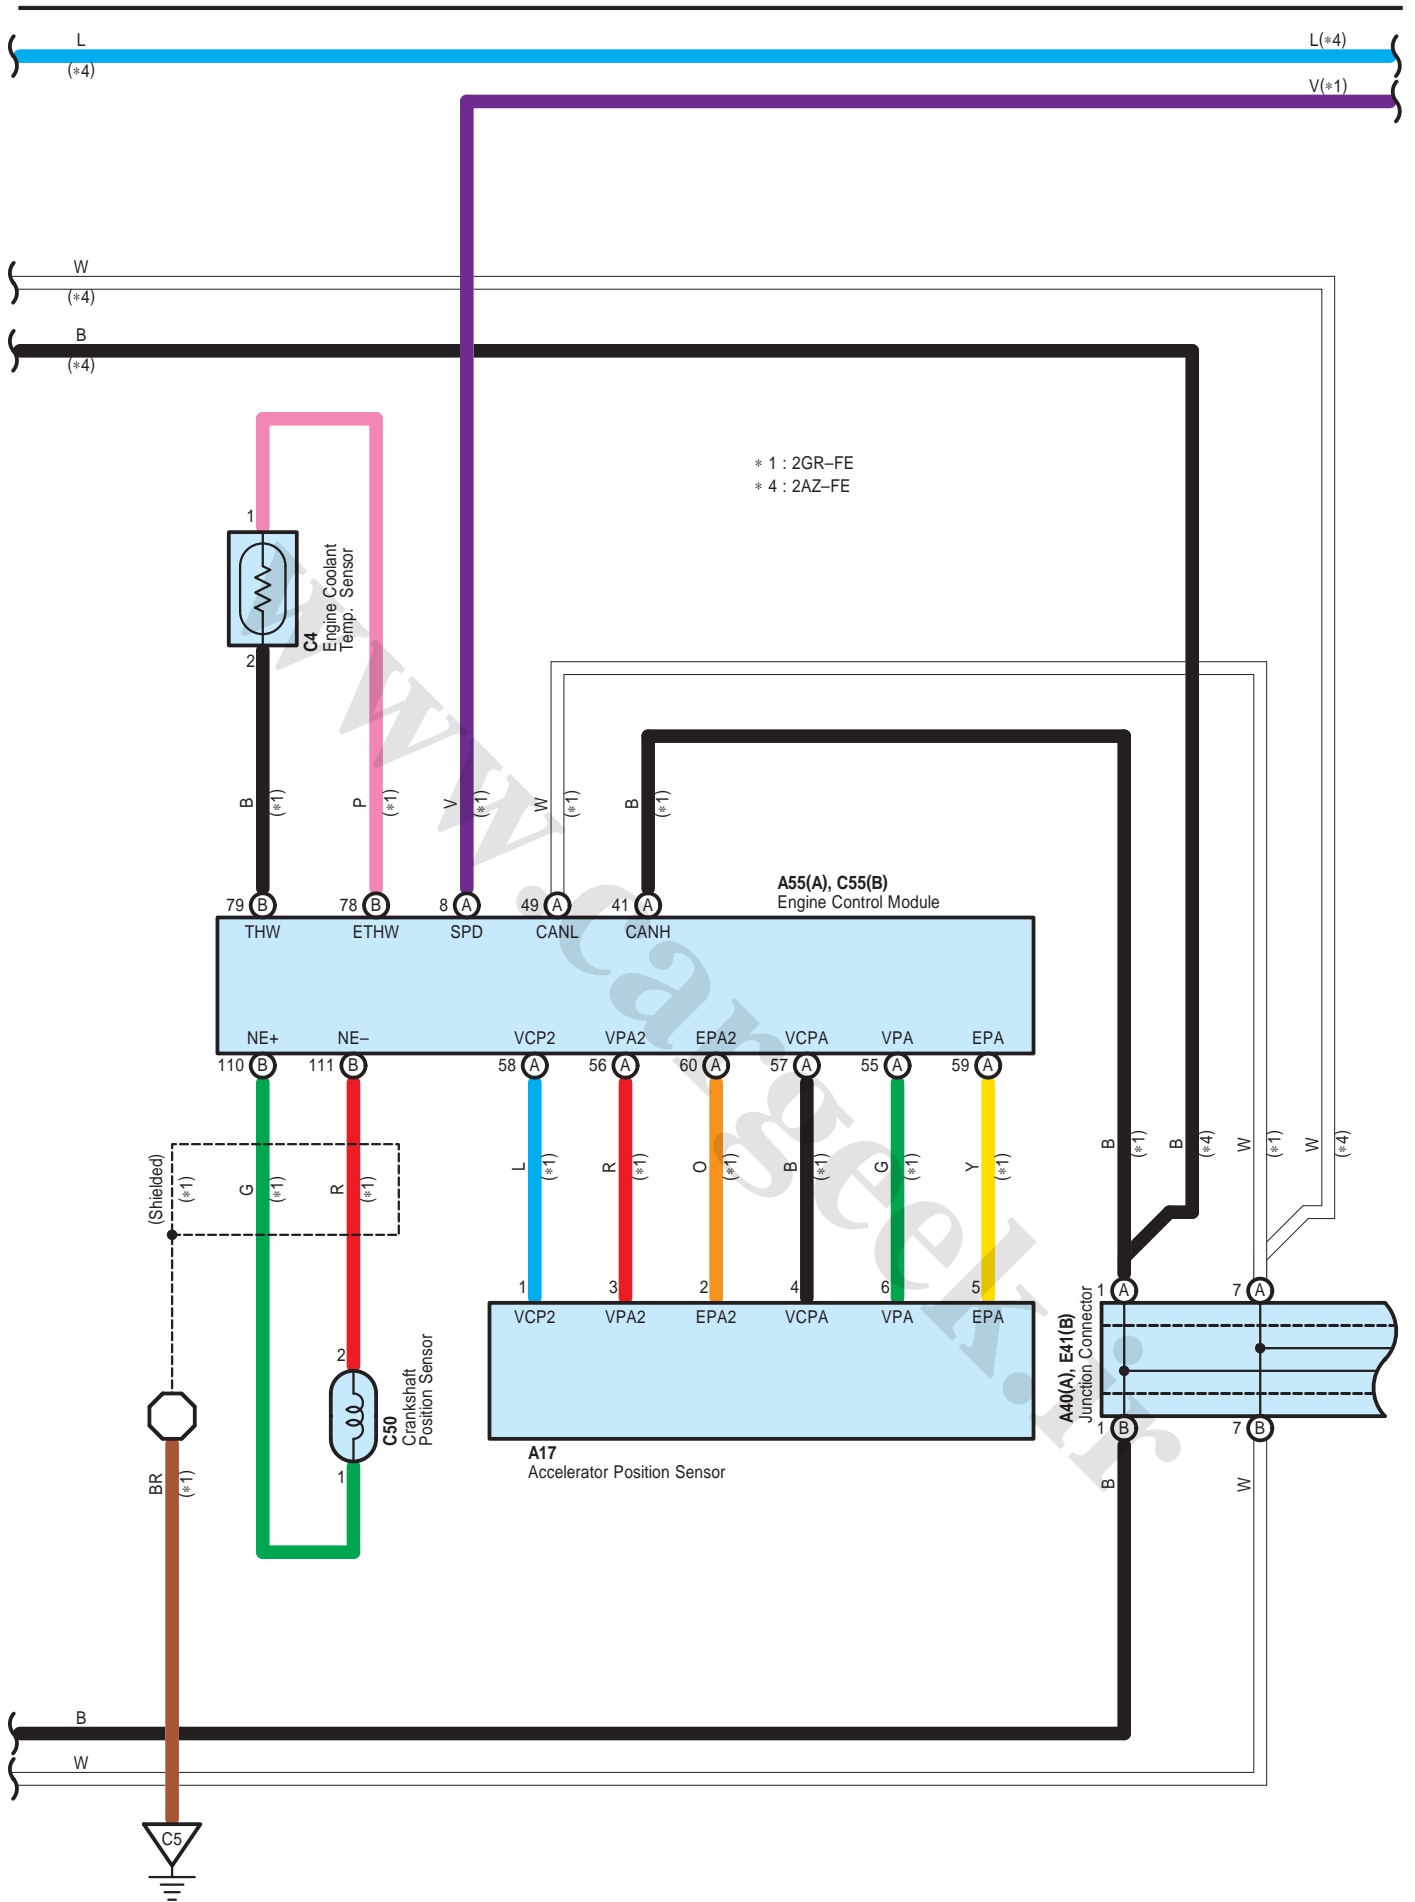 L
(*4)
L(*4)
V(*1)
W
(*4)
B
(*4)
* 1 : 2GR–FE
* 4 : 2AZ–FE
1
C4
Engine Coolant
Temp. Sensor
2
B
(*1)
P
(*1)
V
(*1)
W
(*1)
B
(*1)
A55(A), C55(B)
Engine Control Module
79 B
78 B
8 A
49 A
41 A
THW
ETHW
SPD
CANL
CANH
NE+
NE–
VCP2
VPA2
EPA2
VCPA
VPA
EPA
110 B
111 B
58 A
56 A
60 A
57 A
55 A
59 A
(Shielded)
(*1)
G
(*1)
R
(*1)
L
(*1)
R
(*1)
O
(*1)
B
(*1)
G
(*1)
Y
(*1)
B
(*1)
B
(*4)
W
(*1)
W
(*4)
1
3
2
4
6
5
VCP2
VPA2
EPA2
VCPA
VPA
EPA
A17
Accelerator Position Sensor
1 A
7 A
A40(A), E41(B)
Junction Connector
1 B
7 B
B
W
2
C50
Crankshaft
Position Sensor
1
BR
(*1)
B
W
C5
www.cargeek.ir